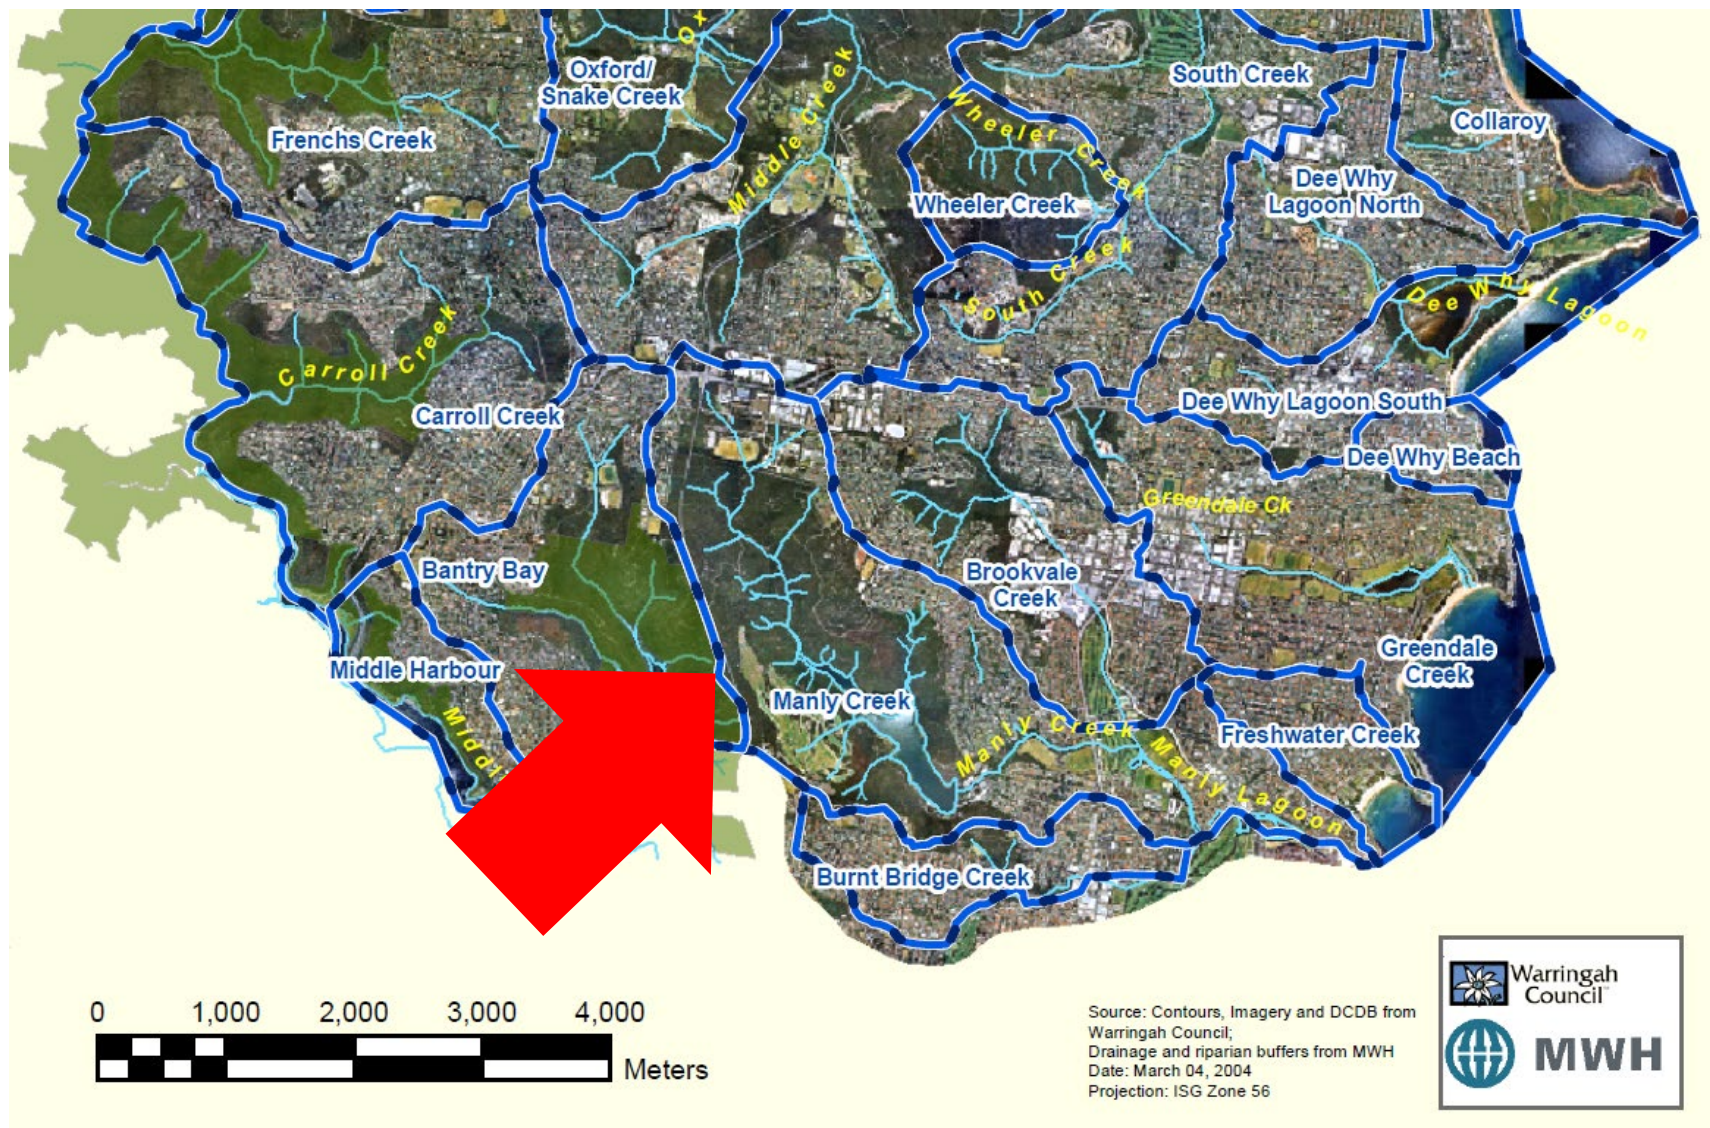 Ox
Oxford/
Snake Creek
South Creek
Middle Creek
Wheeler Creek
Collaroy
Frenchs Creek
Dee Why
Lagoon North
Wheeler Creek
South Creek
Dee Why Lagoon
Carroll Creek
Carroll Creek
Dee Why Lagoon South
Dee Why Beach
Greendale Ck
Bantry Bay
Brookvale
Creek
Middle Harbour
Greendale
Creek
Manly Creek
Middl
Manly Creek
Manly Lagoon
Freshwater Creek
Burnt Bridge Creek
0 1,000 2,000 3,000 4,000
Meters
Source: Contours, Imagery and DCDB from
Warringah Council;
Drainage and riparian buffers from MWH
Date: March 04, 2004
Projection: ISG Zone 56
Warringah
Council
MWH